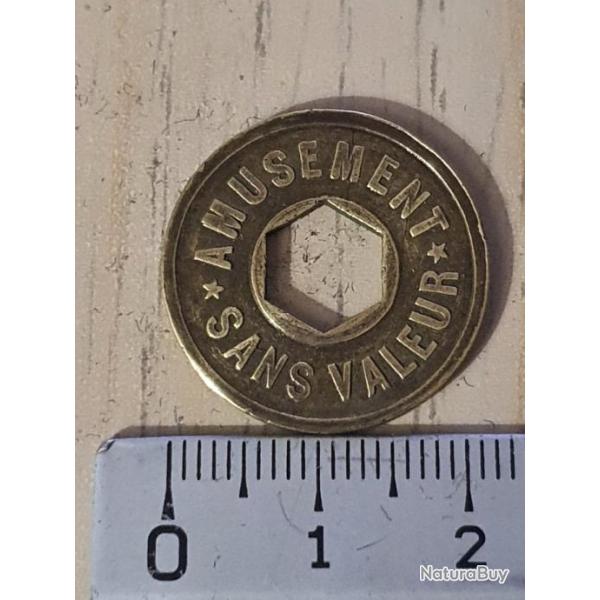 AMUSEMENT
★ SANS VALEUR ★
0 1 2
NaturaBuy